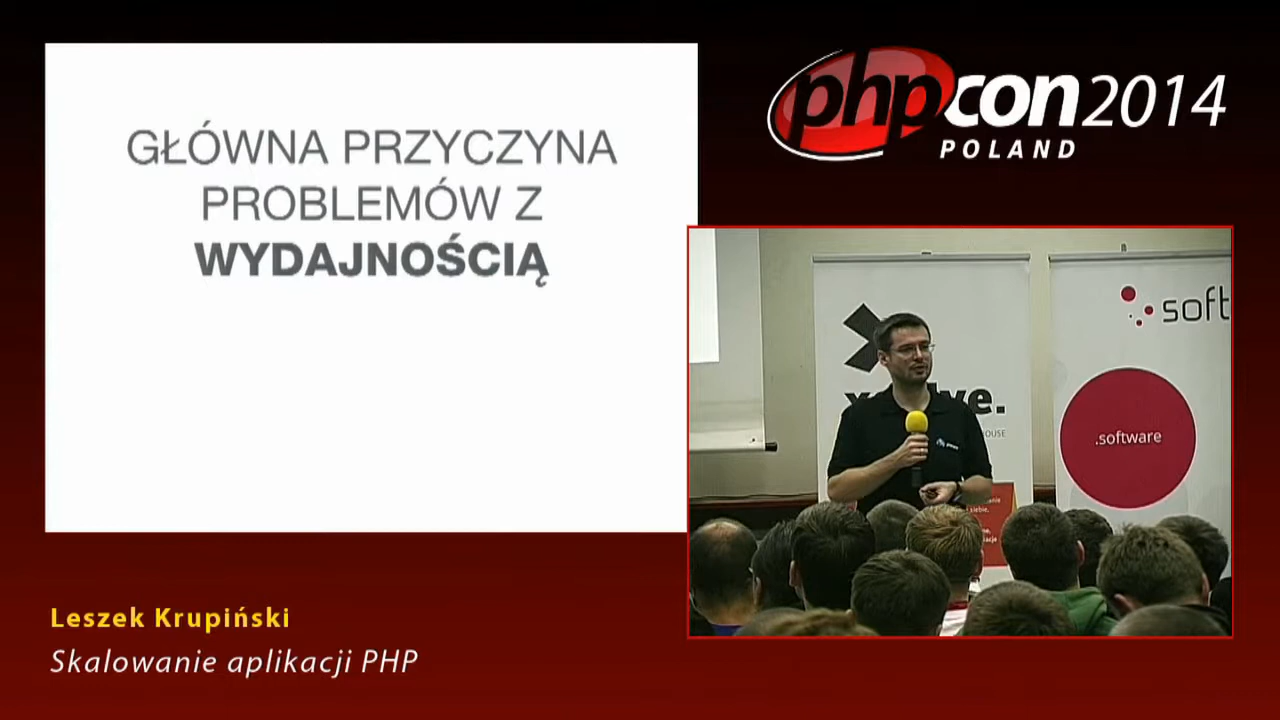 GŁÓWNA PRZYCZYNA
PROBLEMÓW Z
WYDAJNOŚCIĄ
phpcon2014
POLAND
soft
.software
Leszek Krupiński
Skalowanie aplikacji PHP